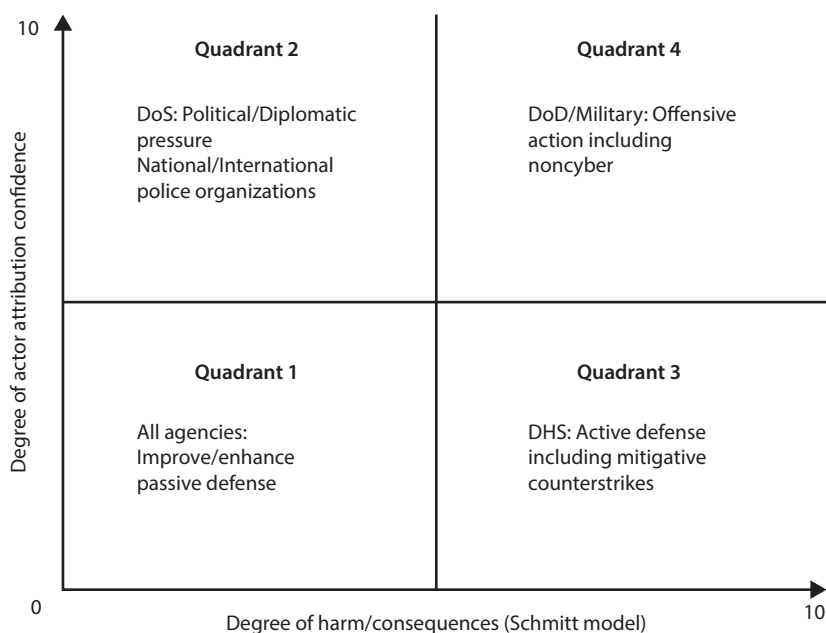 10
Quadrant 2
DoS: Political/Diplomatic
pressure
National/International
police organizations
Quadrant 4
DoD/Military: Offensive
action including
noncyber
Degree of actor attribution confidence
Quadrant 1
All agencies:
Improve/enhance
passive defense
Quadrant 3
DHS: Active defense
including mitigative
counterstrikes
0
Degree of harm/consequences (Schmitt model)
10